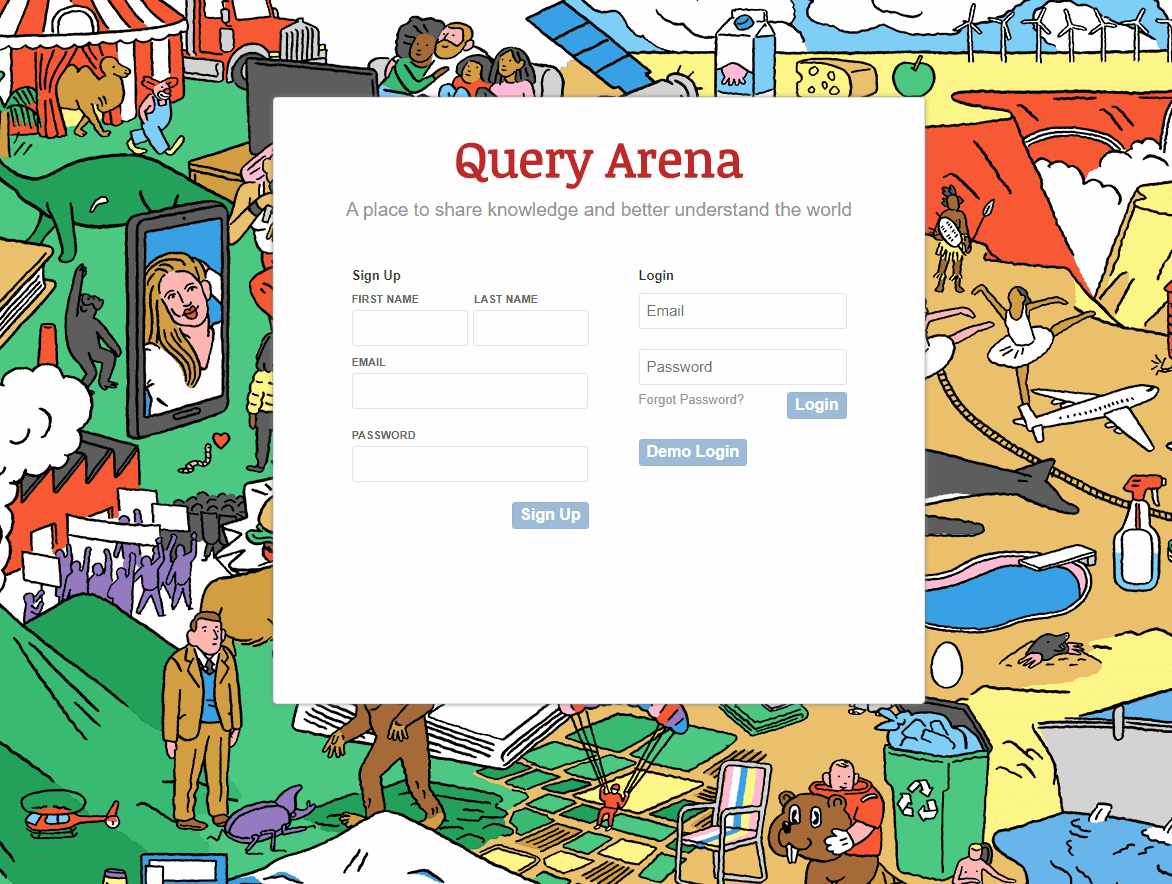 Query Arena
A place to share knowledge and better understand the world
Sign Up
FIRST NAME LAST NAME
EMAIL
PASSWORD
Sign Up
Login
Email
Password
Forgot Password? Login
Demo Login